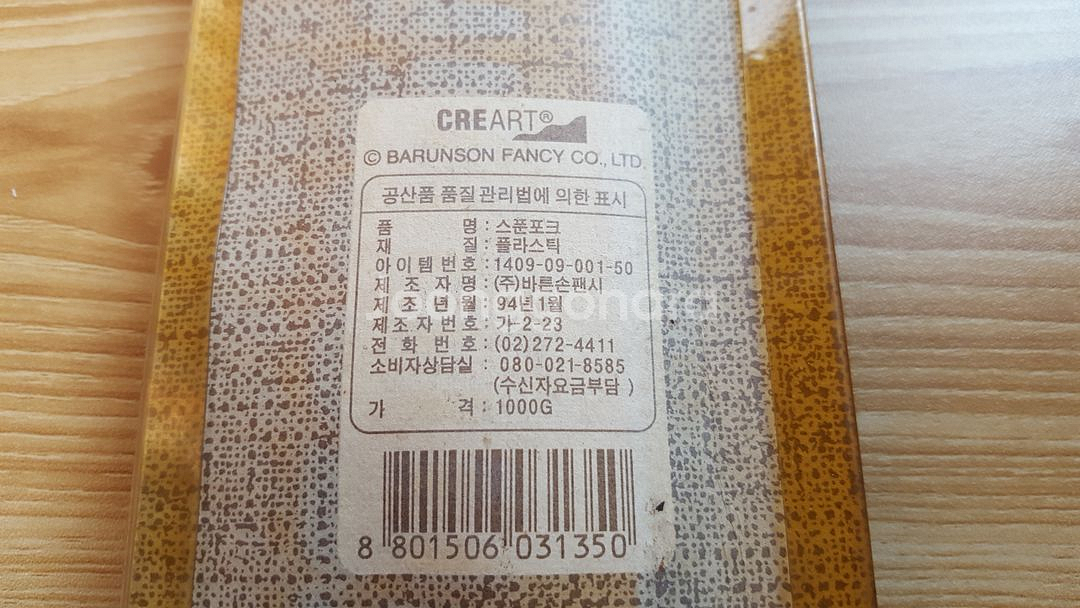 CREART®
© BARUNSON FANCY CO., LTD.
공산품 품질관리법에 의한 표시
품 명 : 스푼포크
재 질 : 플라스틱
아이템번호 : 1409-09-001-50
제 조 자 명 : (주)바른손팬시
제 조 년 월 : 94년 1월
제조자번호 : 가-2-23
전 화 번 호 : (02)272-4411
소비자상담실 : 080-021-8585
(수신자요금부담 )
가 격 : 1000G
8 801506 031350